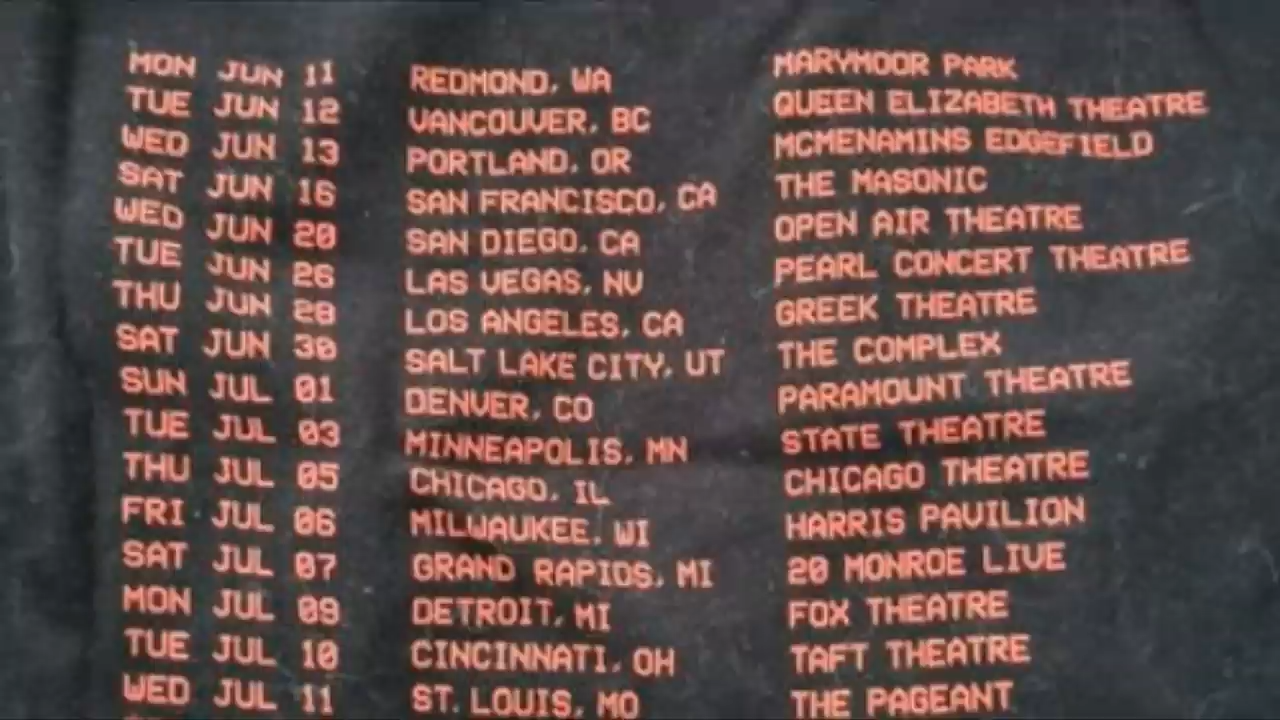 MON JUN 11 REDMOND, WA MARYMOOR PARK
TUE JUN 12 VANCOUVER, BC QUEEN ELIZABETH THEATRE
WED JUN 13 PORTLAND, OR MCMENAMINS EDGEFIELD
SAT JUN 16 SAN FRANCISCO, CA THE MASONIC
WED JUN 20 SAN DIEGO, CA OPEN AIR THEATRE
TUE JUN 26 LAS VEGAS, NV PEARL CONCERT THEATRE
THU JUN 28 LOS ANGELES, CA GREEK THEATRE
SAT JUN 30 SALT LAKE CITY, UT THE COMPLEX
SUN JUL 01 DENVER, CO PARAMOUNT THEATRE
TUE JUL 03 MINNEAPOLIS, MN STATE THEATRE
THU JUL 05 CHICAGO, IL CHICAGO THEATRE
FRI JUL 06 MILWAUKEE, WI HARRIS PAVILION
SAT JUL 07 GRAND RAPIDS, MI 20 MONROE LIVE
MON JUL 09 DETROIT, MI FOX THEATRE
TUE JUL 10 CINCINNATI, OH TAFT THEATRE
WED JUL 11 ST. LOUIS, MO THE PAGEANT